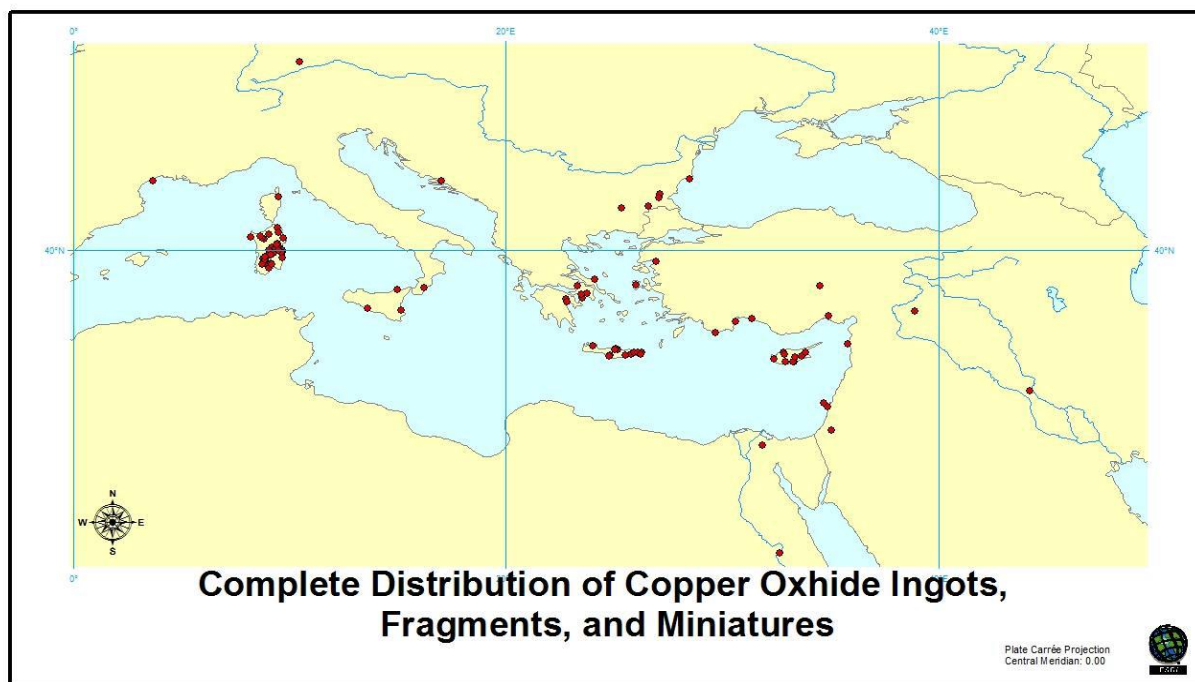 0°
20°E
40°E
40°N
40°N
N
W
E
S
0°
Complete Distribution of Copper Oxhide Ingots,
Fragments, and Miniatures
Plate Carrée Projection
Central Meridian: 0.00